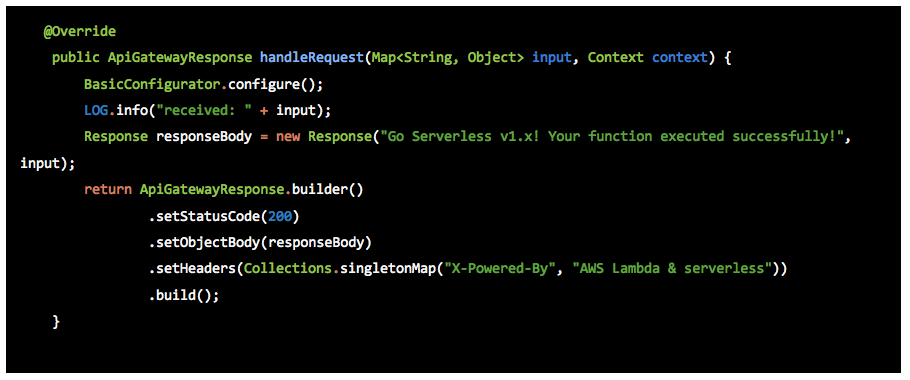 @Override
public ApiGatewayResponse handleRequest(Map<String, Object> input, Context context) {
BasicConfigurator.configure();
LOG.info("received: " + input);
Response responseBody = new Response("Go Serverless v1.x! Your function executed successfully!",
input);
return ApiGatewayResponse.builder()
.setStatusCode(200)
.setObjectBody(responseBody)
.setHeaders(Collections.singletonMap("X-Powered-By", "AWS Lambda & serverless"))
.build();
}